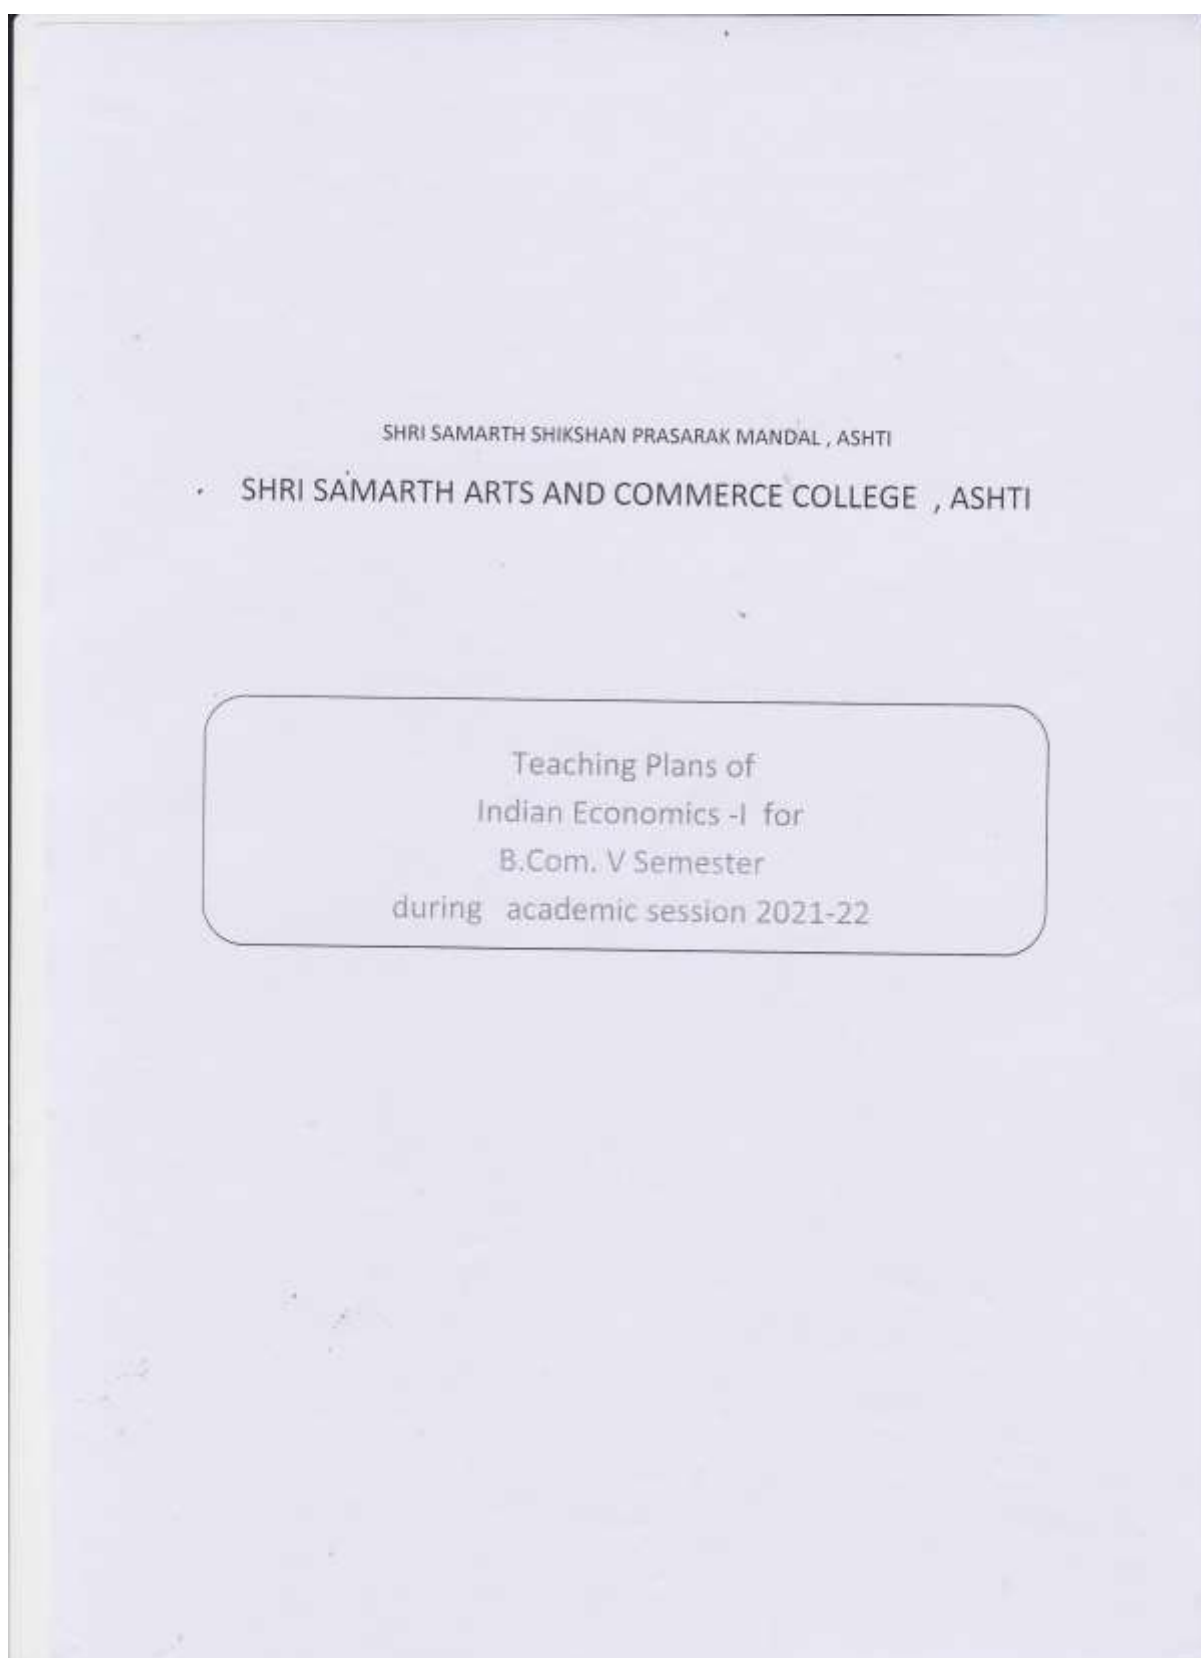 SHRI SAMARTH SHIKSHAN PRASARAK MANDAL , ASHTI
SHRI SAMARTH ARTS AND COMMERCE COLLEGE , ASHTI
Teaching Plans of
Indian Economics -I for
B.Com. V Semester
during academic session 2021-22